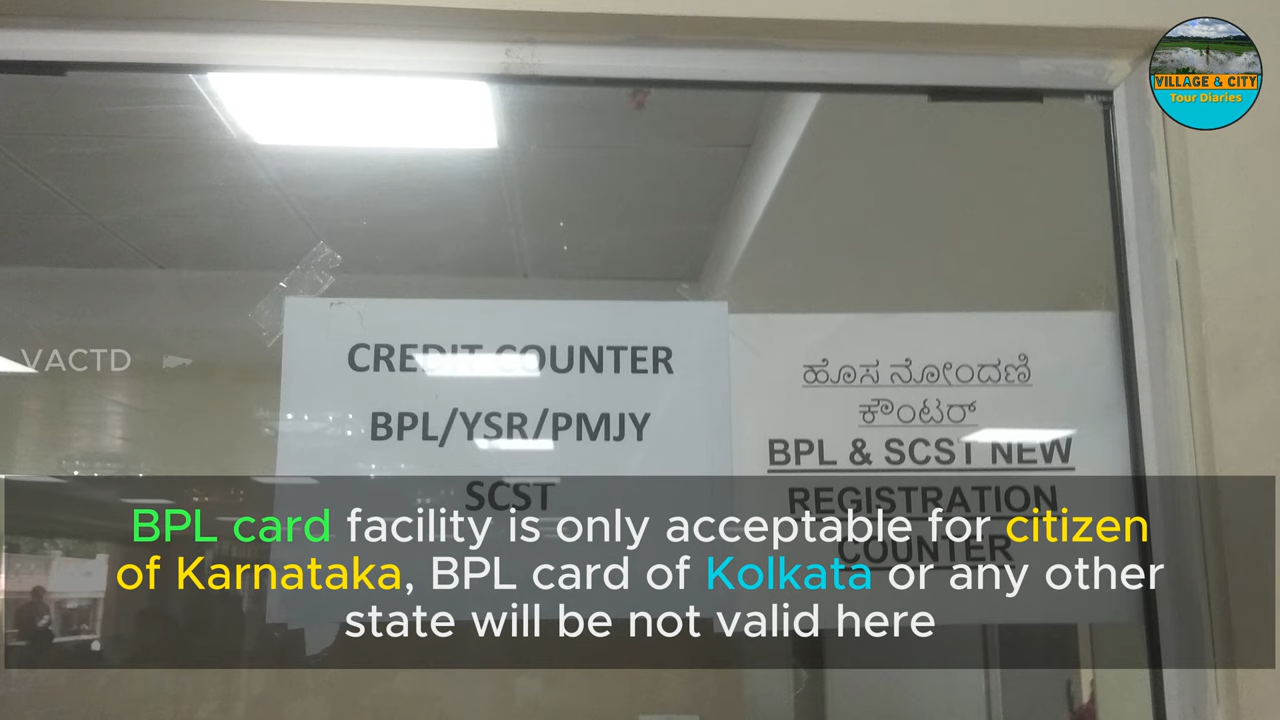 VILLAGE & CITY
Tour Diaries
VACTD
CREDIT COUNTER
BPL/YSR/PMJY
SCST
ಹೊಸ ನೋಂದಣಿ
ಕೌಂಟರ್
BPL & SCST NEW
REGISTRATION
COUNTER
BPL card facility is only acceptable for citizen
of Karnataka, BPL card of Kolkata or any other
state will be not valid here